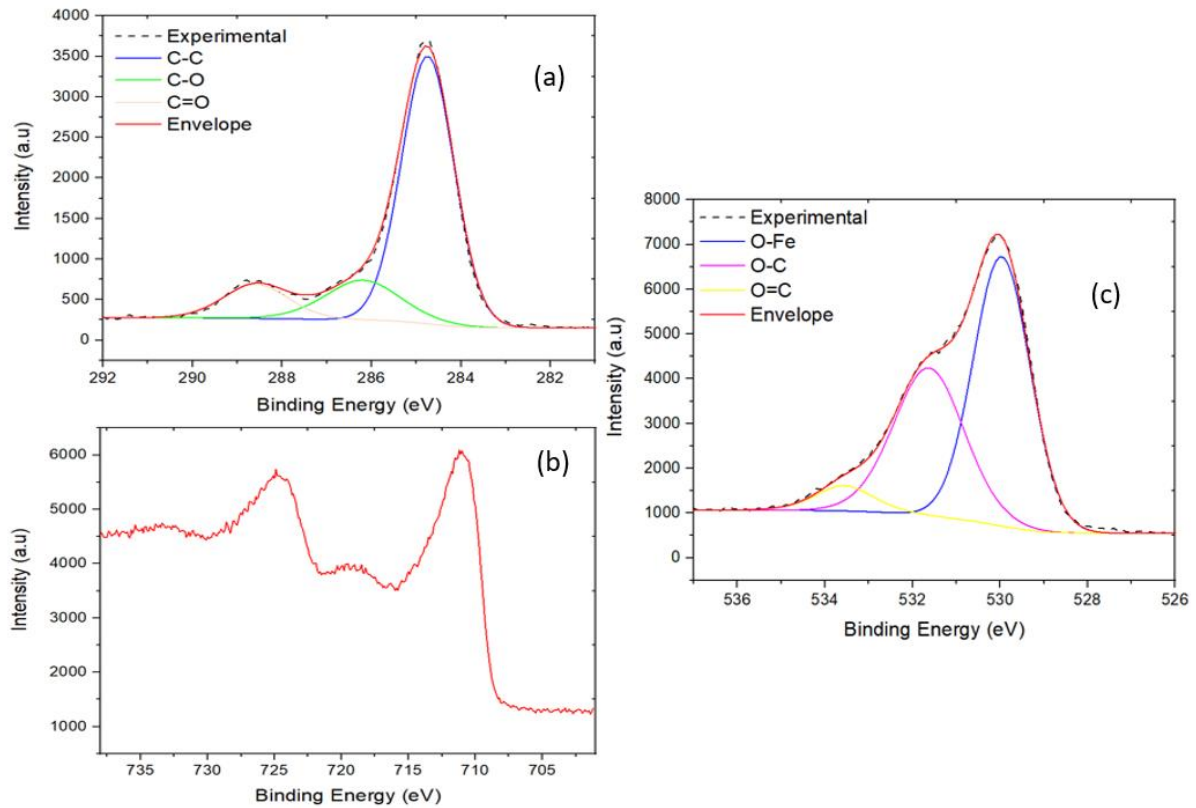 4000
3500
3000
2500
2000
1500
1000
500
0
Intensity (a.u)
Experimental
C-C
C-O
C=O
Envelope
(a)
292 290 288 286 284 282
Binding Energy (eV)
6000
5000
4000
3000
2000
1000
Intensity (a.u)
(b)
735 730 725 720 715 710 705
Binding Energy (eV)
8000
7000
6000
5000
4000
3000
2000
1000
0
Intensity (a.u)
Experimental
O-Fe
O-C
O=C
Envelope
(c)
536 534 532 530 528 526
Binding Energy (eV)